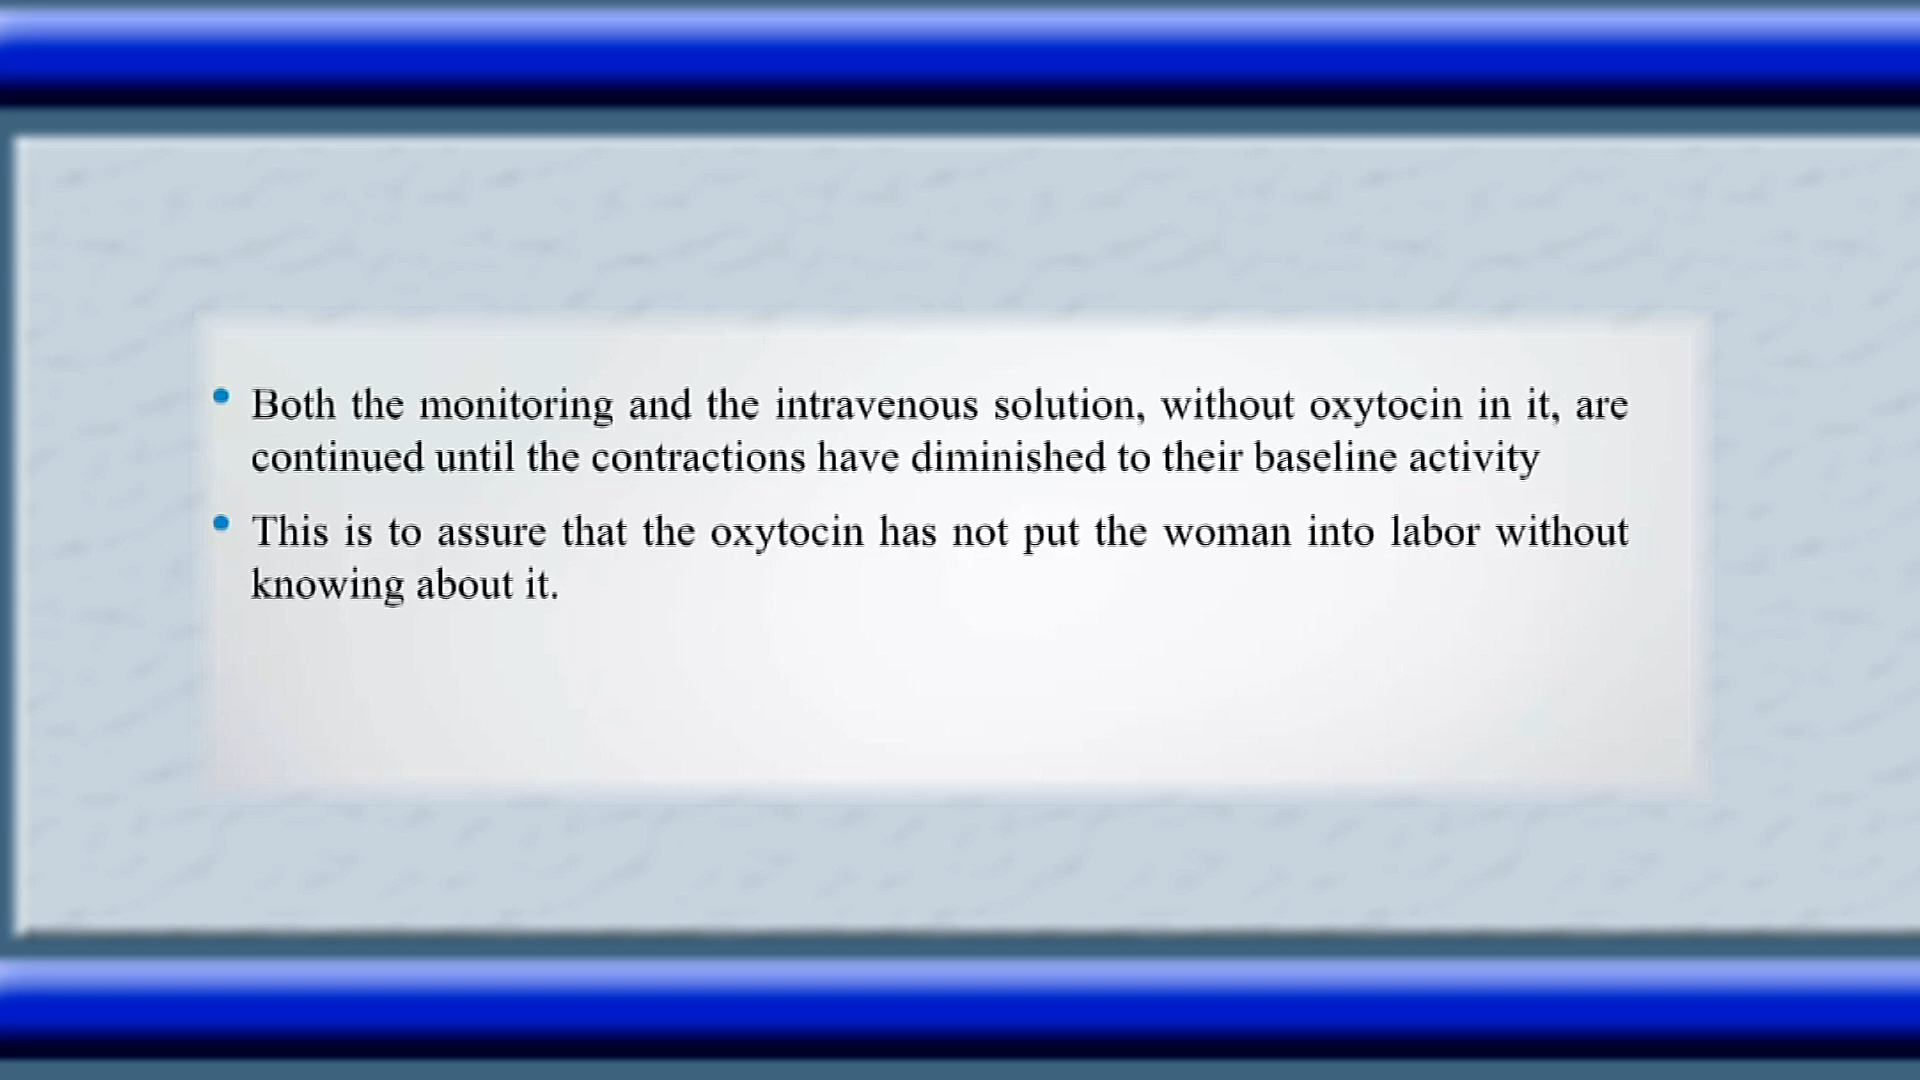 • Both the monitoring and the intravenous solution, without oxytocin in it, are
continued until the contractions have diminished to their baseline activity
• This is to assure that the oxytocin has not put the woman into labor without
knowing about it.